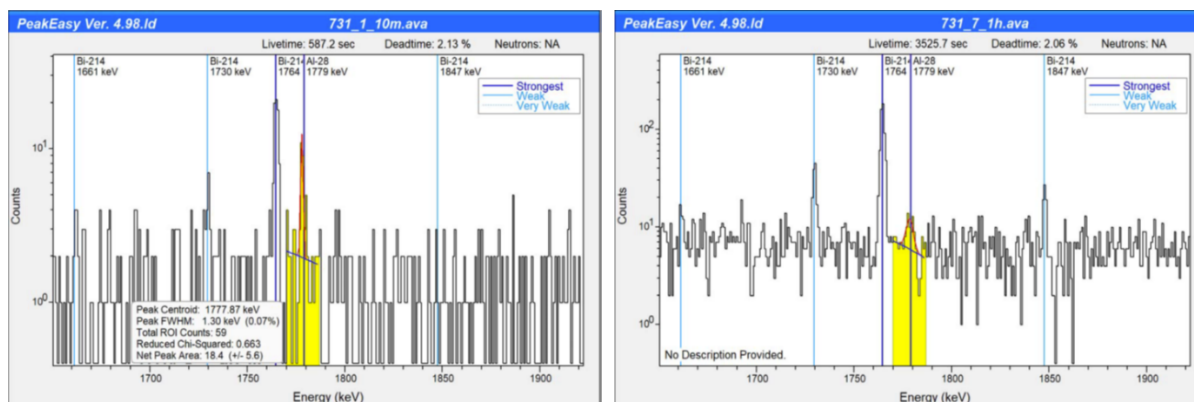 PeakEasy Ver. 4.98.ld 731_1_10m.ava
Livetime: 587.2 sec Deadtime: 2.13 % Neutrons: NA
Bi-214 Bi-214 Bi-214 Al-28 Bi-214
1661 keV 1730 keV 1764 1779 keV 1847 keV
Strongest
Weak
Very Weak
10¹
10⁰
Counts
Peak Centroid: 1777.87 keV
Peak FWHM: 1.30 keV (0.07%)
Total ROI Counts: 59
Reduced Chi-Squared: 0.663
Net Peak Area: 18.4 (+/- 5.6)
1700 1750 1800 1850 1900
Energy (keV)
PeakEasy Ver. 4.98.ld 731_7_1h.ava
Livetime: 3525.7 sec Deadtime: 2.06 % Neutrons: NA
Bi-214 Bi-214 Bi-214 Al-28 Bi-214
1661 keV 1730 keV 1764 1779 keV 1847 keV
Strongest
Weak
Very Weak
10²
10¹
10⁰
Counts
No Description Provided.
1700 1750 1800 1850 1900
Energy (keV)